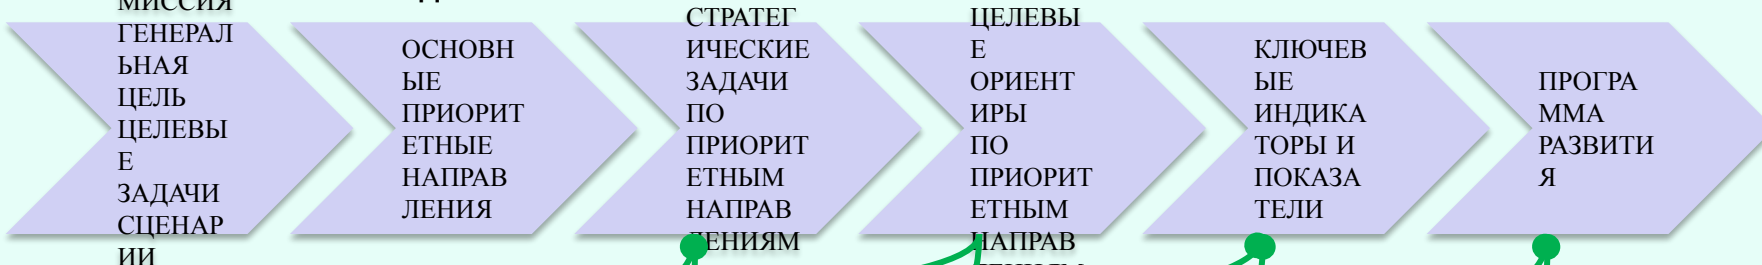 МИССИЯ
ГЕНЕРАЛ
ЬНАЯ
ЦЕЛЬ
ЦЕЛЕВЫ
Е
ЗАДАЧИ
СЦЕНАР
ИИ
ОСНОВН
ЫЕ
ПРИОРИТ
ЕТНЫЕ
НАПРАВ
ЛЕНИЯ
СТРАТЕГ
ИЧЕСКИЕ
ЗАДАЧИ
ПО
ПРИОРИТ
ЕТНЫМ
НАПРАВ
ЛЕНИЯМ
ЦЕЛЕВЫ
Е
ОРИЕНТ
ИРЫ
ПО
ПРИОРИТ
ЕТНЫМ
НАПРАВ
КЛЮЧЕВ
ЫЕ
ИНДИКА
ТОРЫ И
ПОКАЗА
ТЕЛИ
ПРОГРА
ММА
РАЗВИТИ
Я